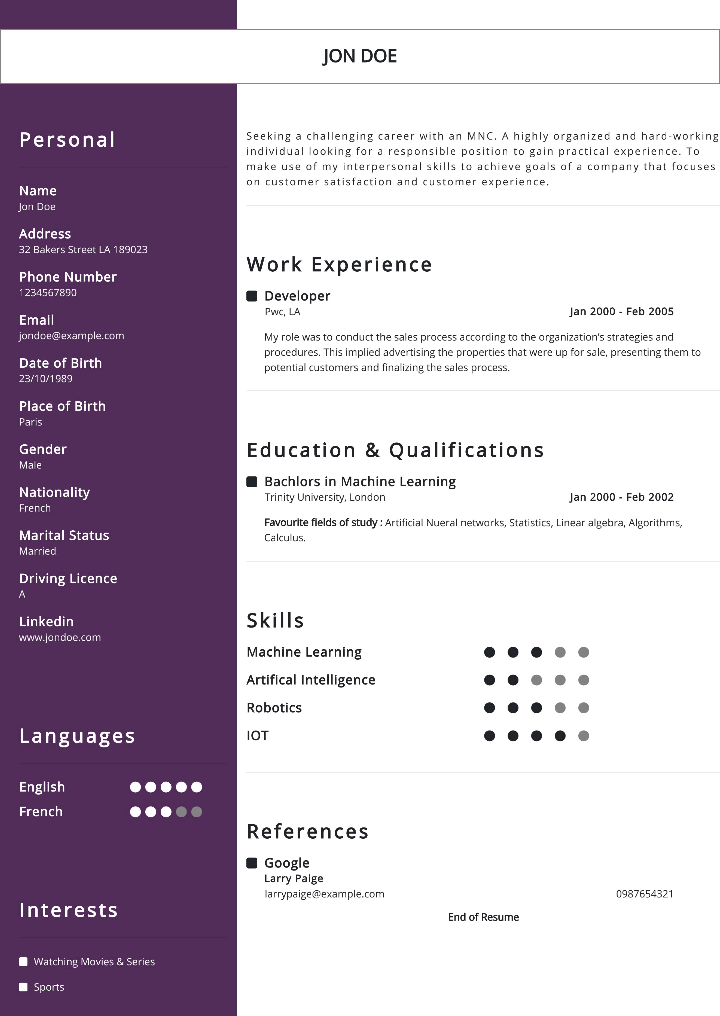 JON DOE
Personal
Name
Jon Doe
Address
32 Bakers Street LA 189023
Phone Number
1234567890
Email
jondoe@example.com
Date of Birth
23/10/1989
Place of Birth
Paris
Gender
Male
Nationality
French
Marital Status
Married
Driving Licence
A
Linkedin
www.jondoe.com
Languages
English
French
Interests
Watching Movies & Series
Sports
Seeking a challenging career with an MNC. A highly organized and hard-working
individual looking for a responsible position to gain practical experience. To
make use of my interpersonal skills to achieve goals of a company that focuses
on customer satisfaction and customer experience.
Work Experience
Developer
Pwc, LA Jan 2000 - Feb 2005
My role was to conduct the sales process according to the organization's strategies and
procedures. This implied advertising the properties that were up for sale, presenting them to
potential customers and finalizing the sales process.
Education & Qualifications
Bachlors in Machine Learning
Trinity University, London Jan 2000 - Feb 2002
Favourite fields of study : Artificial Nueral networks, Statistics, Linear algebra, Algorithms,
Calculus.
Skills
Machine Learning
Artifical Intelligence
Robotics
IOT
References
Google
Larry Paige
larrypaige@example.com 0987654321
End of Resume